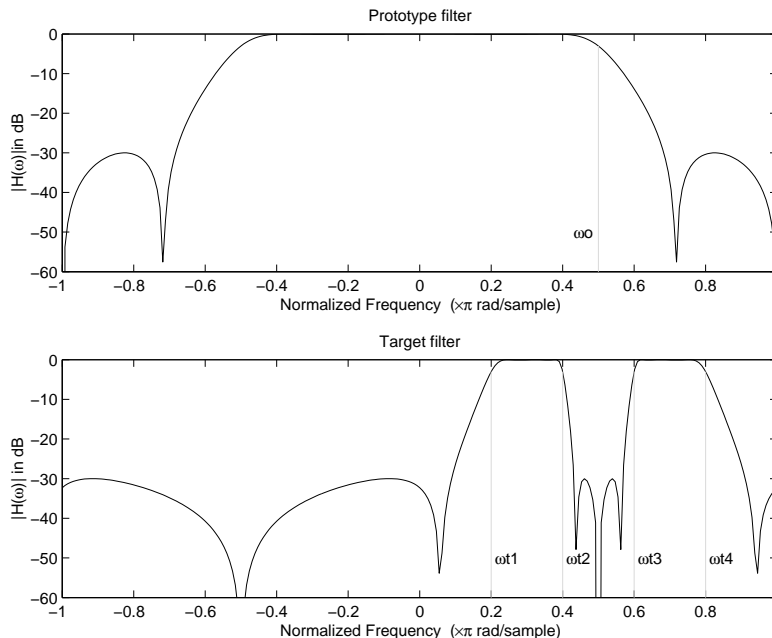 Prototype filter
0
−10
−20
−30
−40
−50
−60
|H(ω)|in dB
ωo
−1 −0.8 −0.6 −0.4 −0.2 0 0.2 0.4 0.6 0.8
Normalized Frequency (×π rad/sample)
Target filter
0
−10
−20
−30
−40
−50
−60
|H(ω)| in dB
ωt1 ωt2 ωt3 ωt4
−1 −0.8 −0.6 −0.4 −0.2 0 0.2 0.4 0.6 0.8
Normalized Frequency (×π rad/sample)